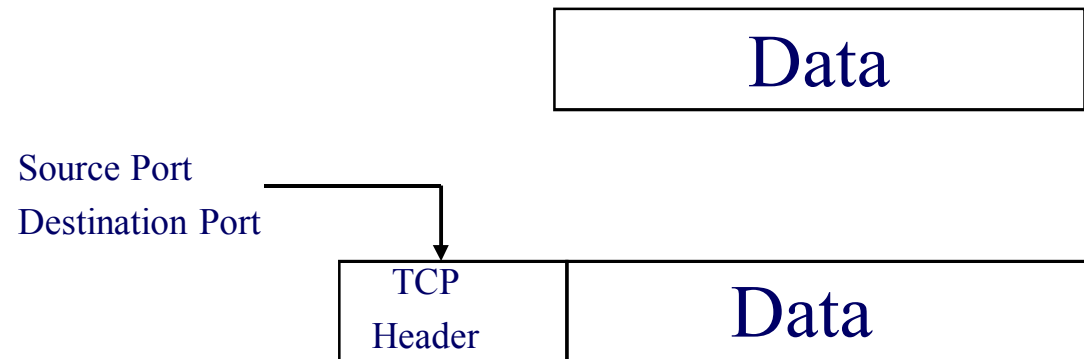 Data
Source Port
Destination Port
TCP
Header
Data